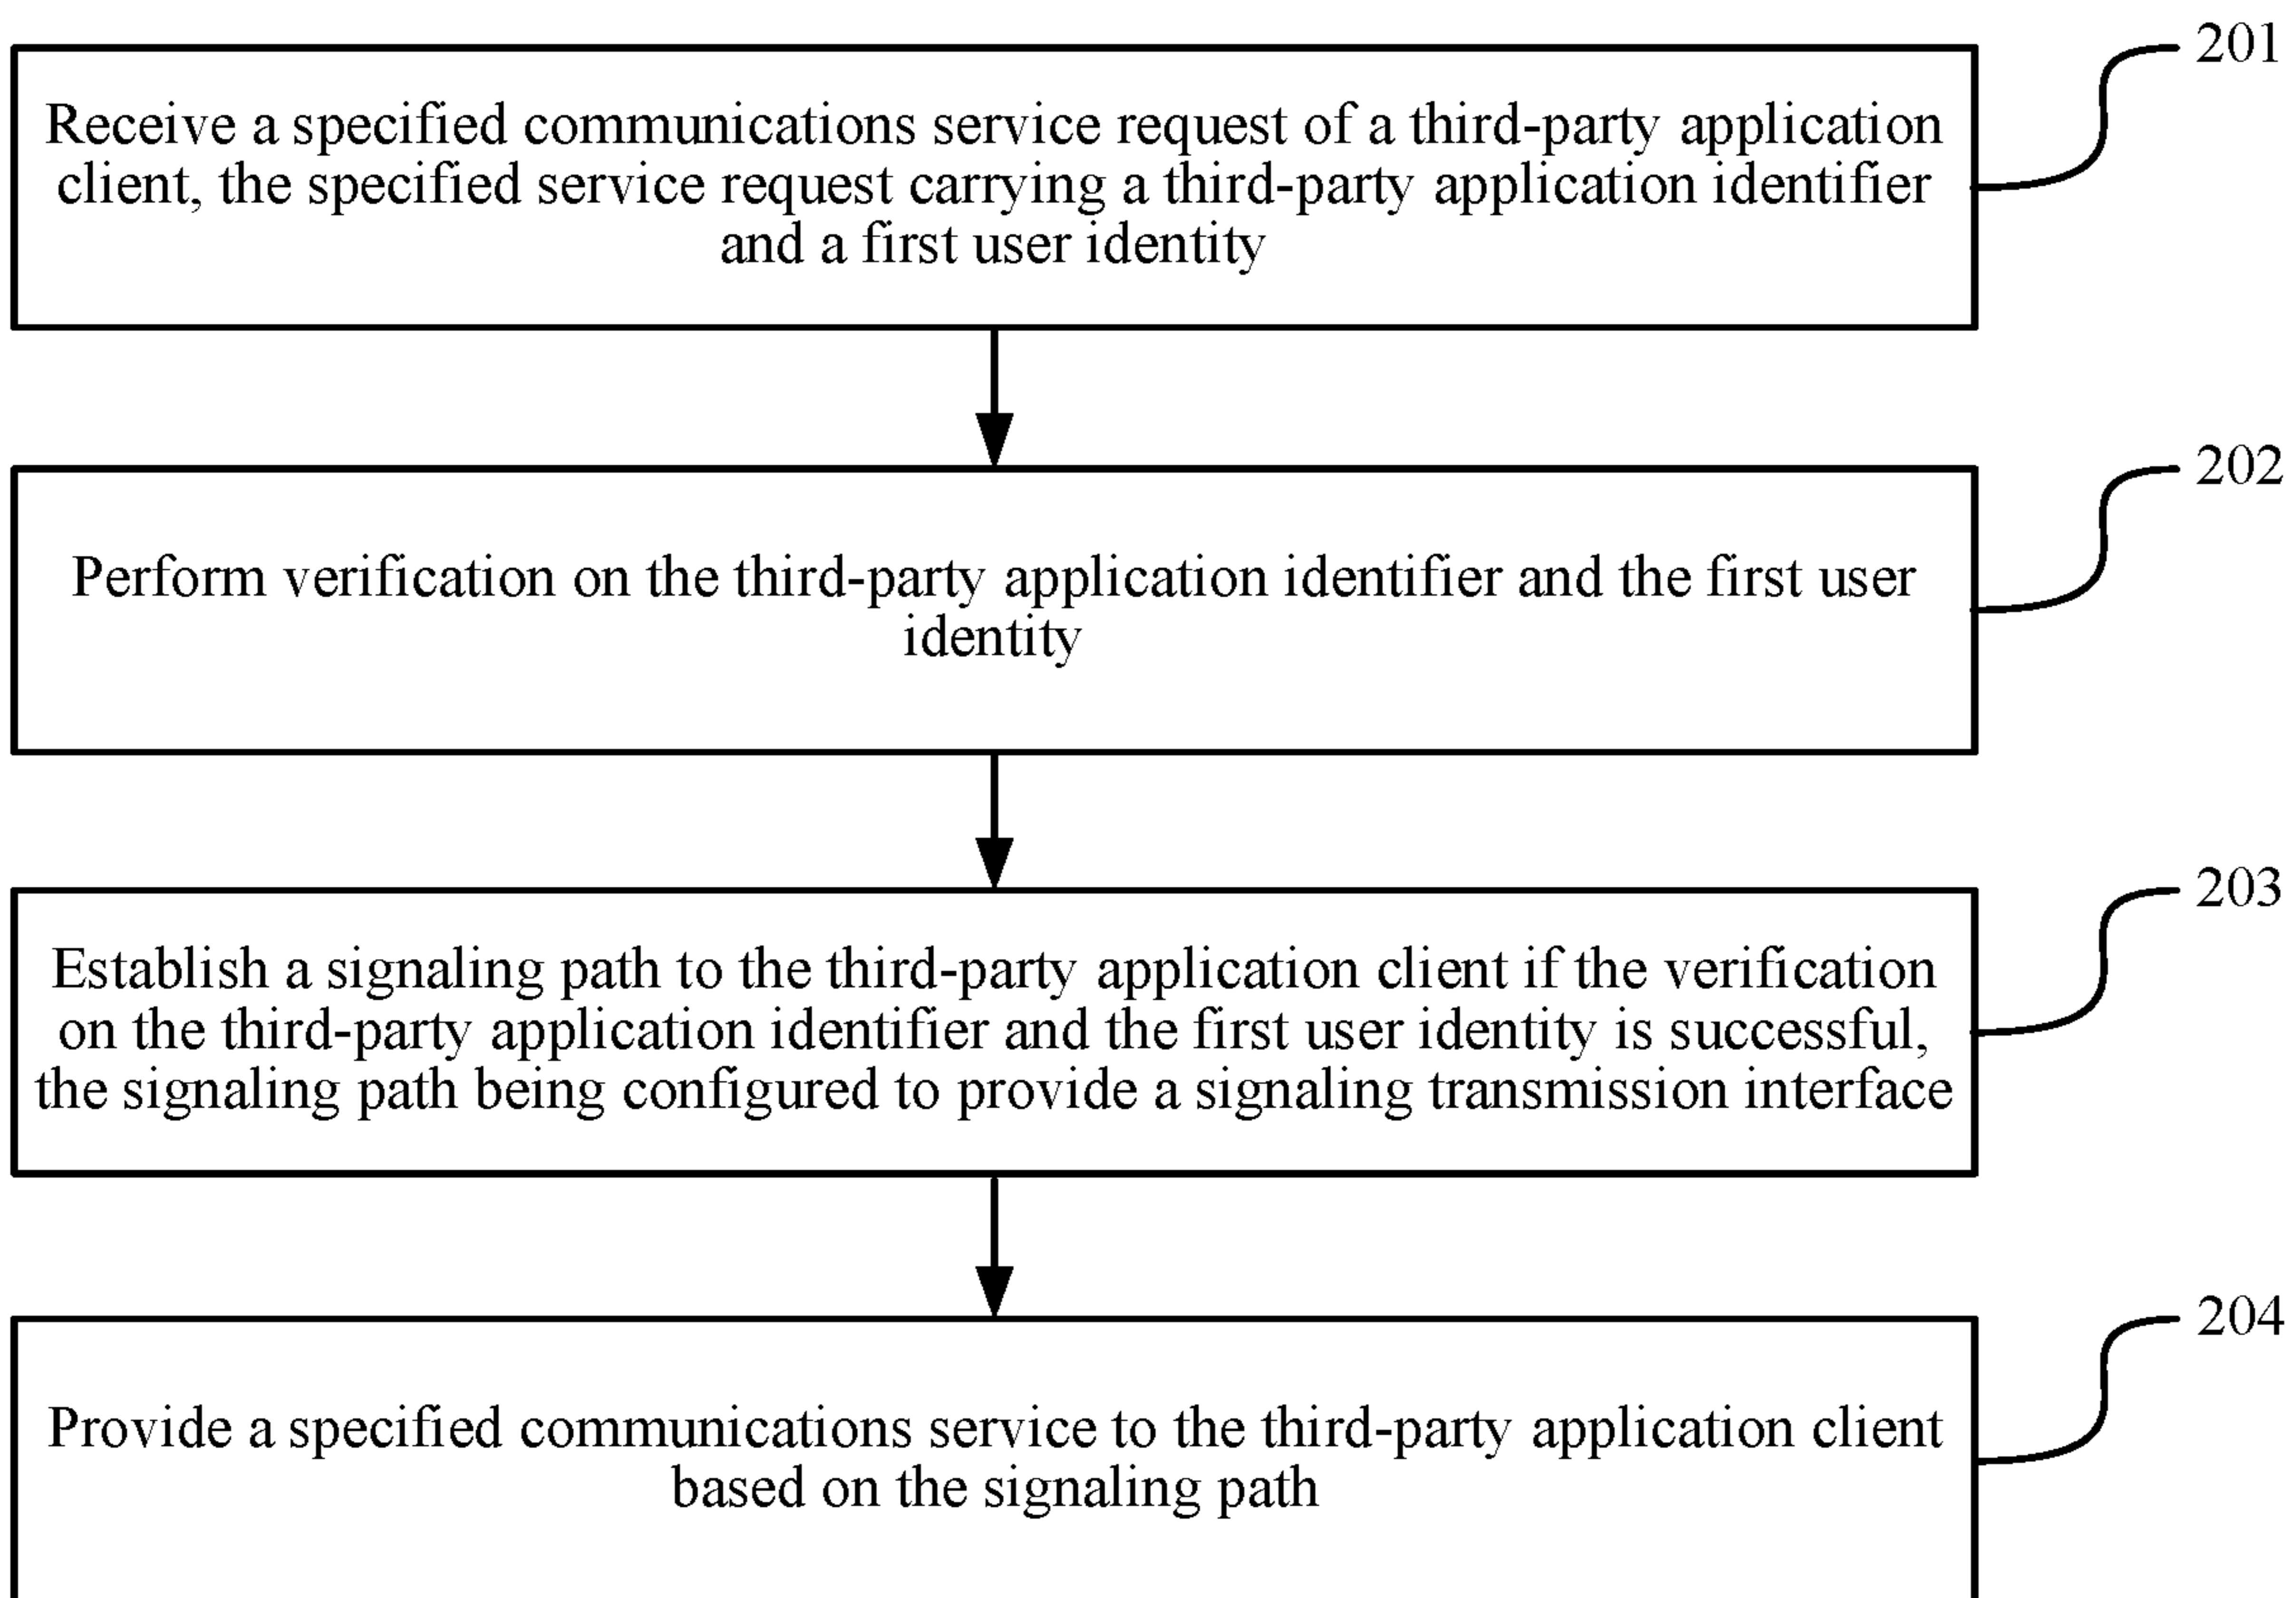 201
Receive a specified communications service request of a third-party application
client, the specified service request carrying a third-party application identifier
and a first user identity
202
Perform verification on the third-party application identifier and the first user
identity
203
Establish a signaling path to the third-party application client if the verification
on the third-party application identifier and the first user identity is successful,
the signaling path being configured to provide a signaling transmission interface
204
Provide a specified communications service to the third-party application client
based on the signaling path